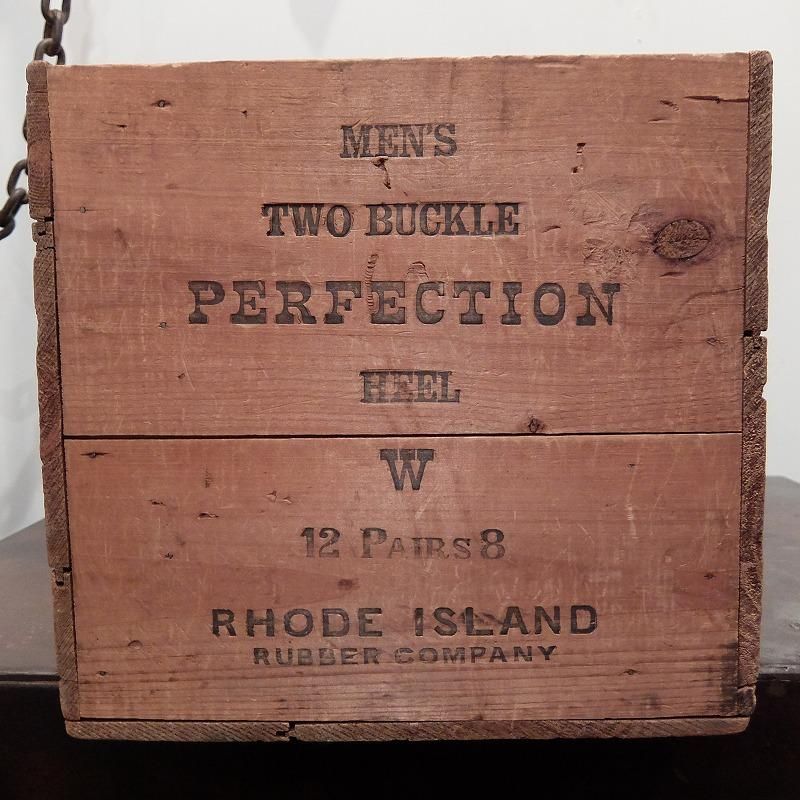 MEN'S
TWO BUCKLE
PERFECTION
HEEL
W
12 PAIRS 8
RHODE ISLAND
RUBBER COMPANY